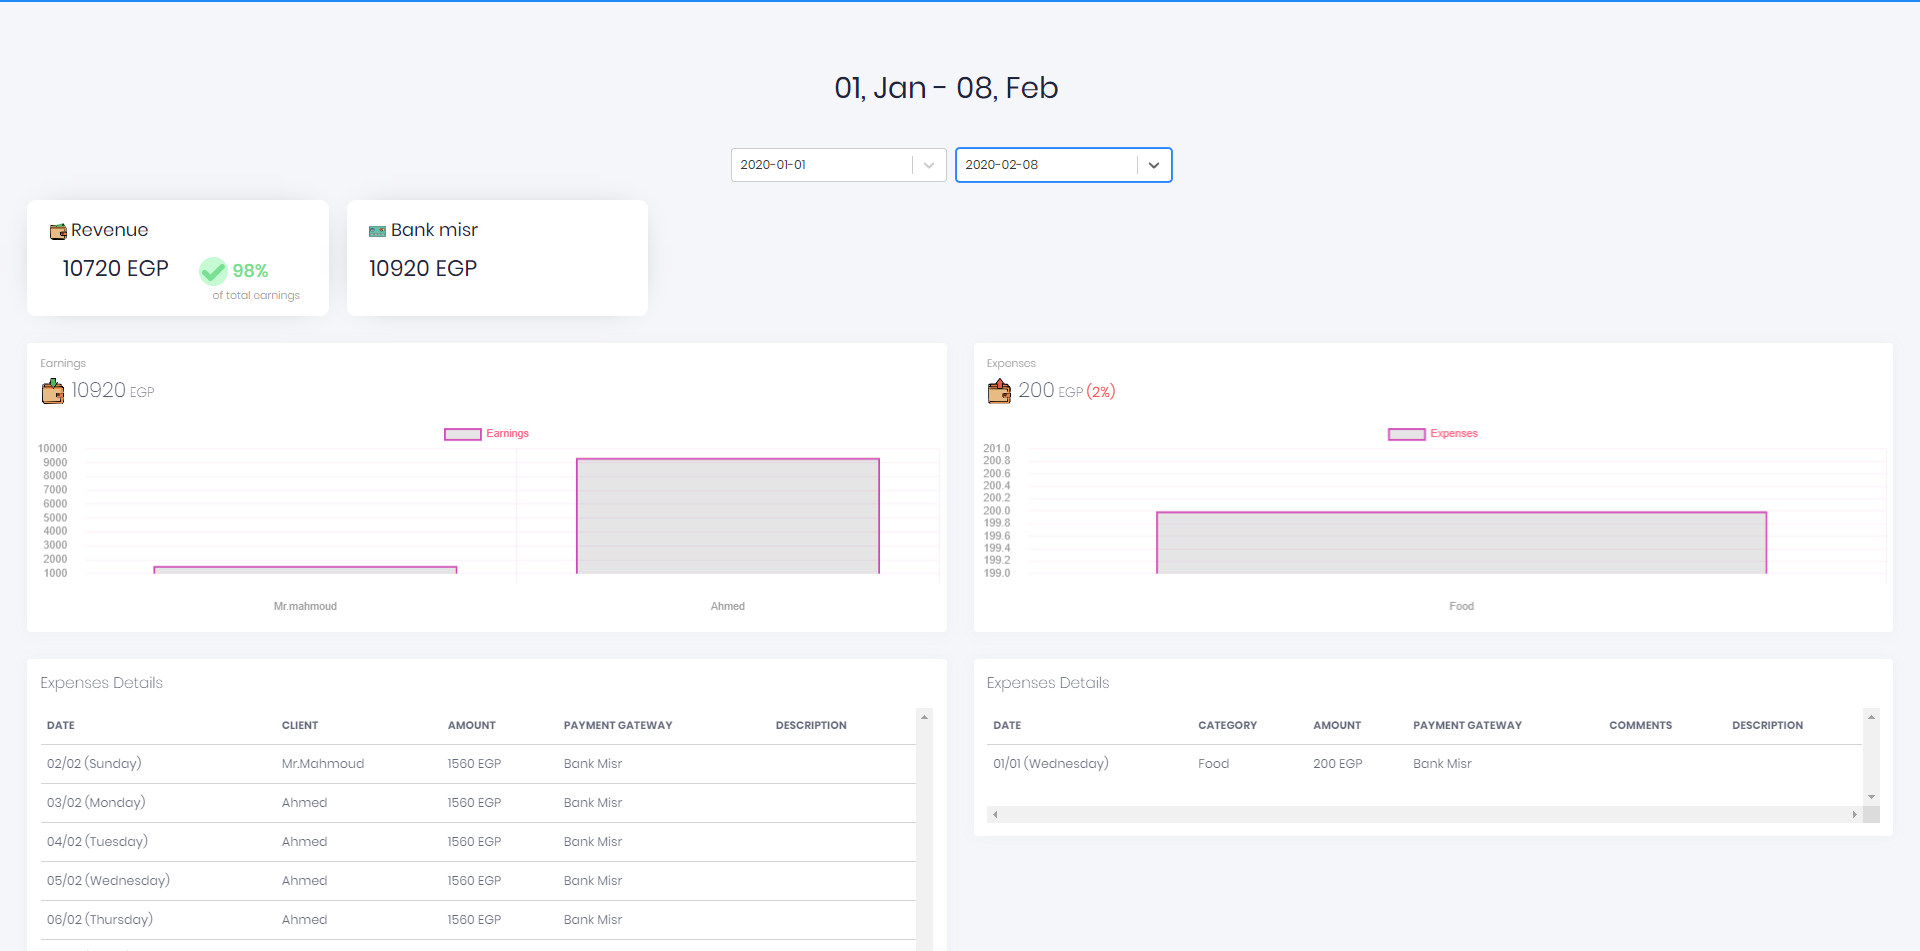 01, Jan - 08, Feb
2020-01-01
2020-02-08
Revenue
10720 EGP
98%
of total earnings
Bank misr
10920 EGP
Earnings
10920 EGP
Earnings
10000
9000
8000
7000
6000
5000
4000
3000
2000
1000
Mr.mahmoud Ahmed
Expenses
200 EGP (2%)
Expenses
201.0
200.8
200.6
200.4
200.2
200.0
199.8
199.6
199.4
199.2
199.0
Food
Expenses Details
DATE CLIENT AMOUNT PAYMENT GATEWAY DESCRIPTION
02/02 (Sunday) Mr.Mahmoud 1560 EGP Bank Misr
03/02 (Monday) Ahmed 1560 EGP Bank Misr
04/02 (Tuesday) Ahmed 1560 EGP Bank Misr
05/02 (Wednesday) Ahmed 1560 EGP Bank Misr
06/02 (Thursday) Ahmed 1560 EGP Bank Misr
Expenses Details
DATE CATEGORY AMOUNT PAYMENT GATEWAY COMMENTS DESCRIPTION
01/01 (Wednesday) Food 200 EGP Bank Misr